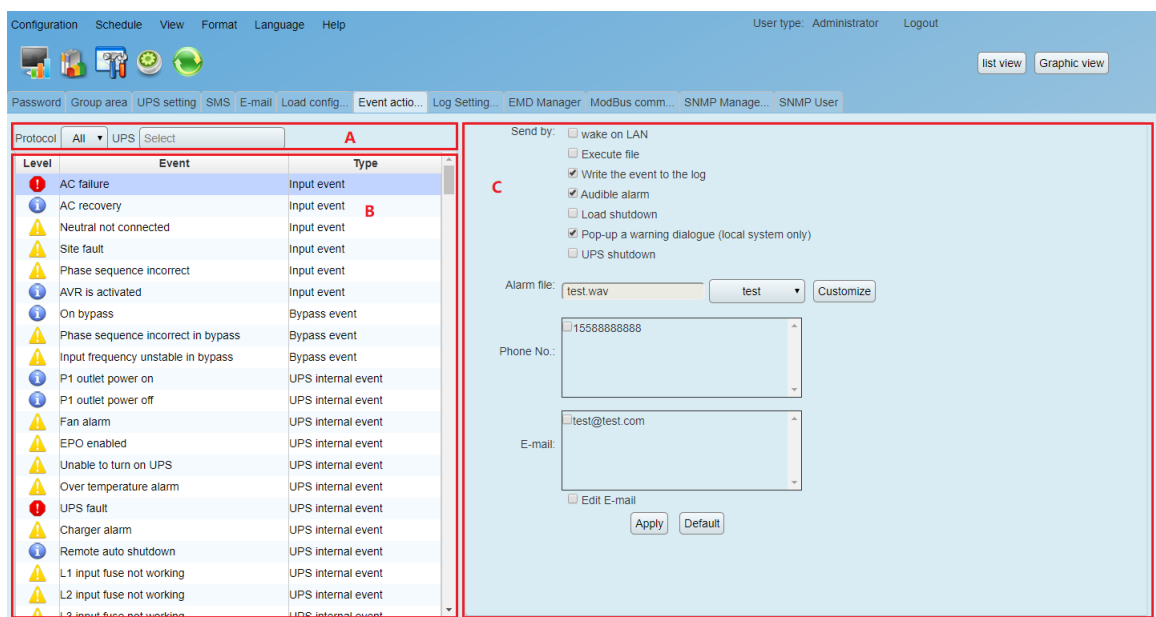 Configuration Schedule View Format Language Help User type: Administrator Logout
list view Graphic view
Password Group area UPS setting SMS E-mail Load config... Event actio... Log Setting... EMD Manager ModBus comm... SNMP Manage... SNMP User
Protocol All UPS Select A
Level Event Type
AC failure Input event
AC recovery Input event
B
Neutral not connected Input event
Site fault Input event
Phase sequence incorrect Input event
AVR is activated Input event
On bypass Bypass event
Phase sequence incorrect in bypass Bypass event
Input frequency unstable in bypass Bypass event
P1 outlet power on UPS internal event
P1 outlet power off UPS internal event
Fan alarm UPS internal event
EPO enabled UPS internal event
Unable to turn on UPS UPS internal event
Over temperature alarm UPS internal event
UPS fault UPS internal event
Charger alarm UPS internal event
Remote auto shutdown UPS internal event
L1 input fuse not working UPS internal event
L2 input fuse not working UPS internal event
L3 input fuse not working UPS internal event
C
Send by: wake on LAN
Execute file
Write the event to the log
Audible alarm
Load shutdown
Pop-up a warning dialogue (local system only)
UPS shutdown
Alarm file: test.wav test Customize
Phone No.: 15588888888
E-mail: test@test.com
Edit E-mail
Apply Default